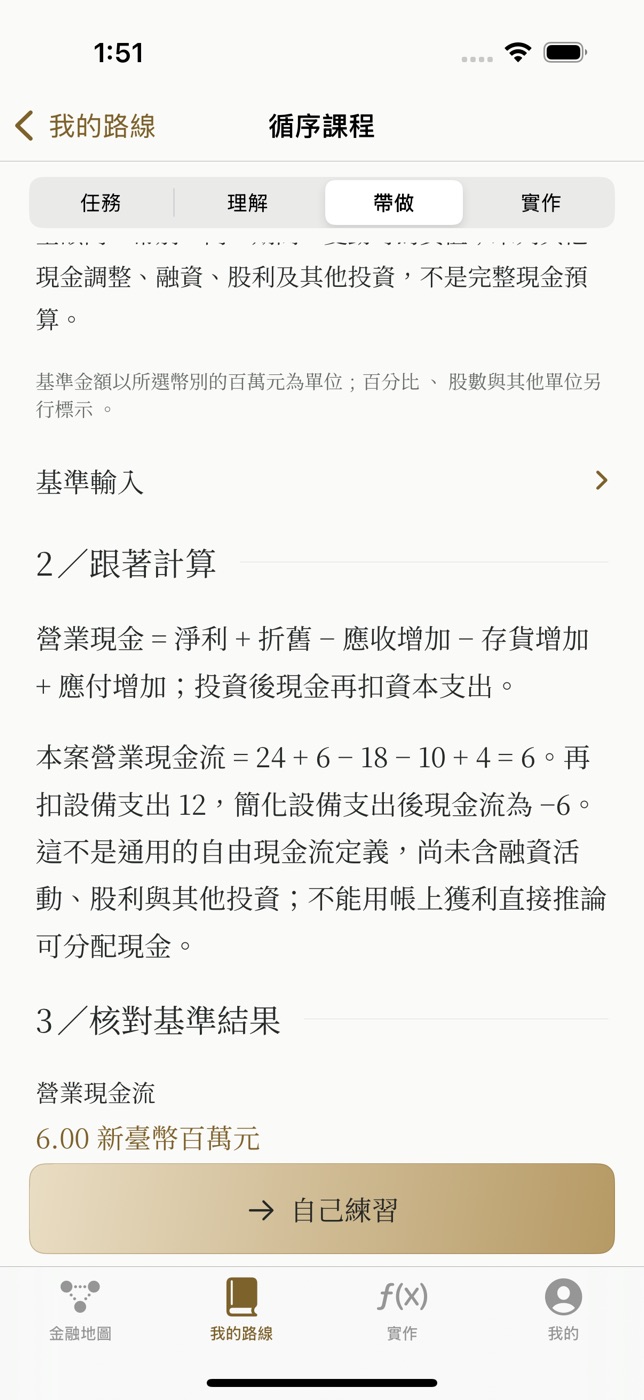 1:51
我的路線
循序課程
任務
理解
帶做
實作
現金調整、融資、股利及其他投資，不是完整現金預
算。
基準金額以所選幣別的百萬元為單位；百分比 、 股數與其他單位另
行標示 。
基準輸入
2／跟著計算
營業現金 = 淨利 + 折舊 − 應收增加 − 存貨增加
+ 應付增加；投資後現金再扣資本支出。
本案營業現金流 = 24 + 6 − 18 − 10 + 4 = 6。再
扣設備支出 12，簡化設備支出後現金流為 −6。
這不是通用的自由現金流定義，尚未含融資活
動、股利與其他投資；不能用帳上獲利直接推論
可分配現金。
3／核對基準結果
營業現金流
6.00 新臺幣百萬元
→ 自己練習
金融地圖
我的路線
f(x)
實作
我的